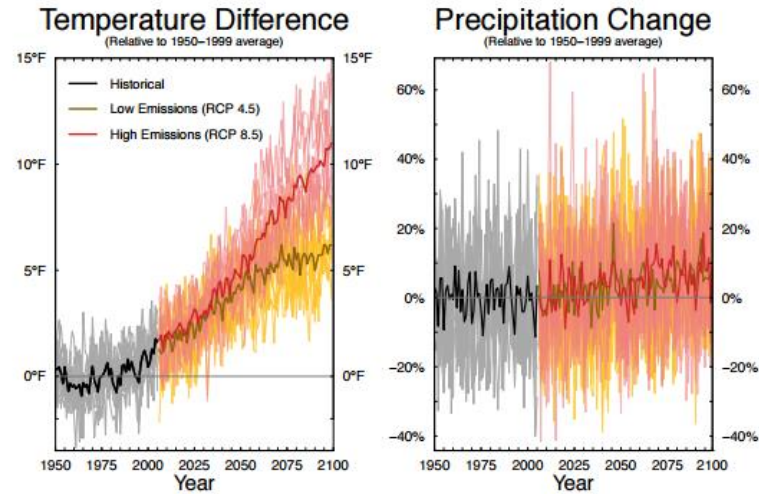 Temperature Difference
(Relative to 1950–1999 average)
15°F
15°F
Historical
Low Emissions (RCP 4.5)
High Emissions (RCP 8.5)
10°F
10°F
5°F
5°F
0°F
0°F
1950 1975 2000 2025 2050 2075 2100
Year
Precipitation Change
(Relative to 1950–1999 average)
60%
60%
40%
40%
20%
20%
0%
0%
−20%
−20%
−40%
−40%
1950 1975 2000 2025 2050 2075 2100
Year